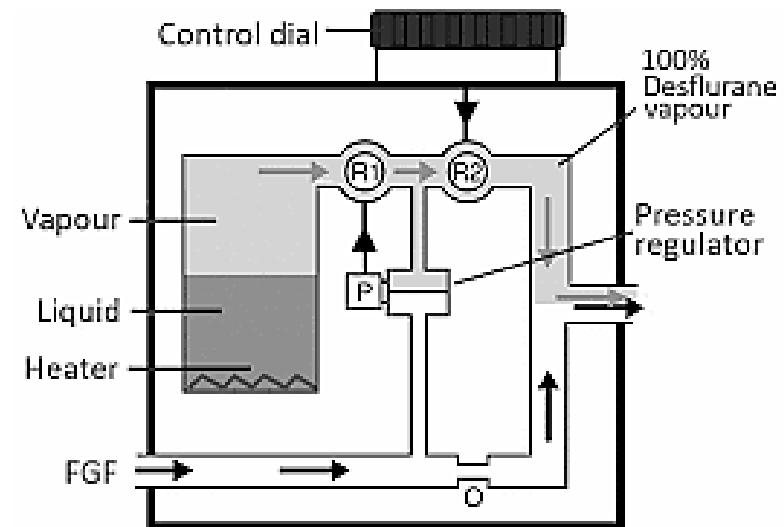 Control dial
100%
Desflurane
vapour
R1
R2
Vapour
Pressure
regulator
P
Liquid
Heater
FGF
O